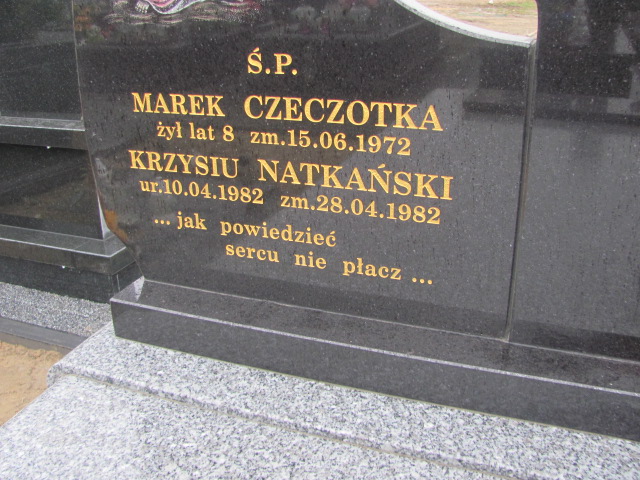 Ś.P.
MAREK CZECZOTKA
żył lat 8 zm.15.06.1972
KRZYSIU NATKAŃSKI
ur.10.04.1982 zm.28.04.1982
... jak powiedzieć
sercu nie płacz ...